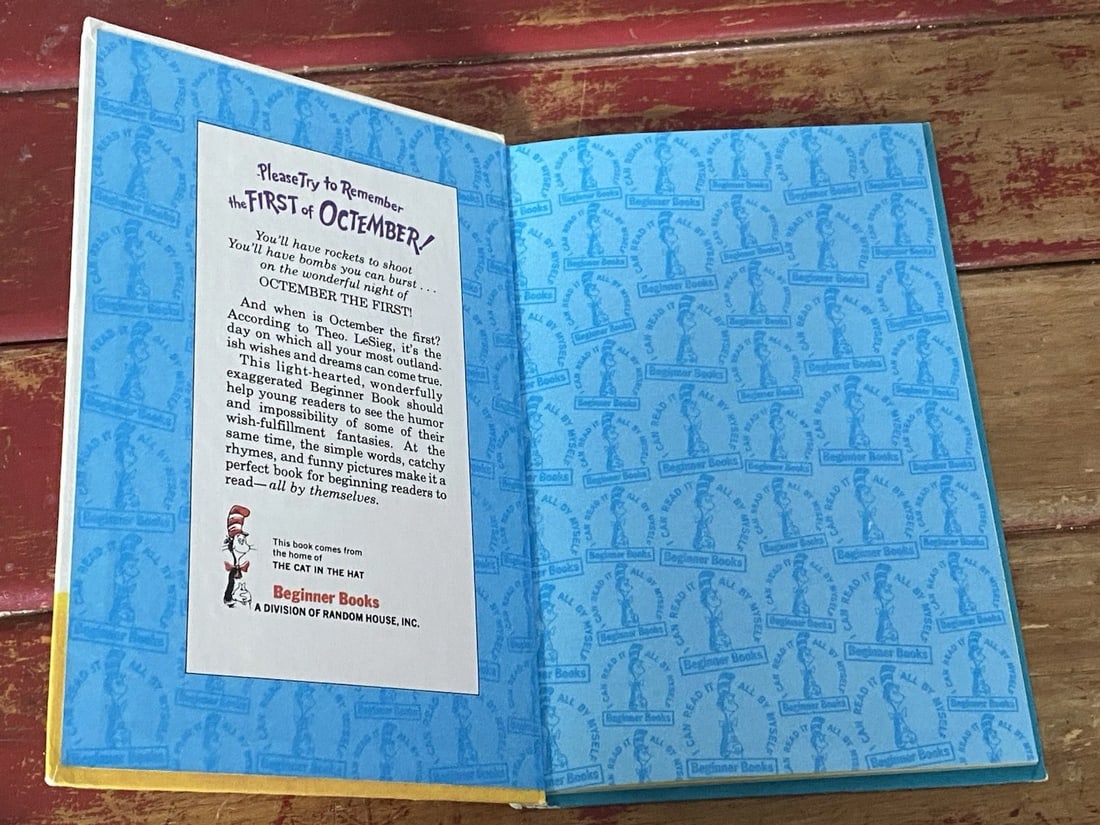 Please Try to Remember
the FIRST of OCTEMBER!
You'll have rockets to shoot
You'll have bombs you can burst . . .
on the wonderful night of
OCTEMBER THE FIRST!
And when is October the first?
According to Theo. LeSieg, it's the
day on which all your most outland-
ish wishes and dreams can come true.
This light-hearted, wonderfully
exaggerated Beginner Book should
help young readers to see the humor
and impossibility of some of their
wish-fulfillment fantasies. At the
same time, the simple words, catchy
rhymes, and funny pictures make it a
perfect book for beginning readers to
read—all by themselves.
This book comes from
the home of
THE CAT IN THE HAT
Beginner Books
A DIVISION OF RANDOM HOUSE, INC.
I CAN READ IT ALL BY MYSELF
Beginner Books